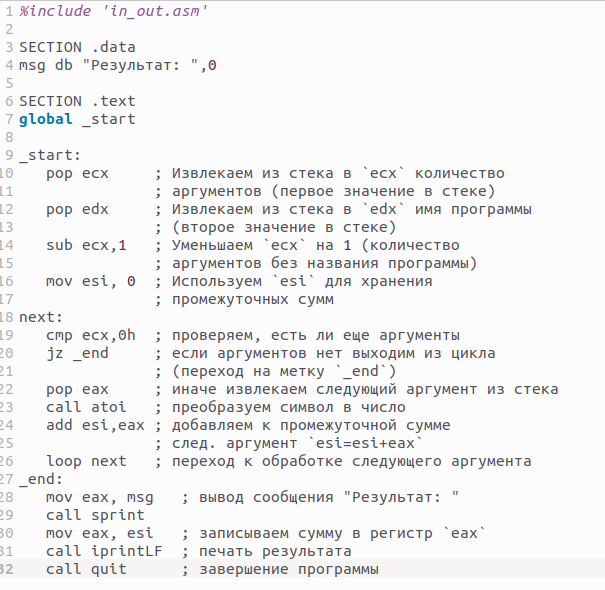 1 %include 'in_out.asm'
2
3 SECTION .data
4 msg db "Результат: ",0
5
6 SECTION .text
7 global _start
8
9 _start:
10    pop ecx     ; Извлекаем из стека в `ecx` количество
11                ; аргументов (первое значение в стеке)
12    pop edx     ; Извлекаем из стека в `edx` имя программы
13                ; (второе значение в стеке)
14    sub ecx,1   ; Уменьшаем `ecx` на 1 (количество
15                ; аргументов без названия программы)
16    mov esi, 0  ; Используем `esi` для хранения
17                ; промежуточных сумм
18 next:
19    cmp ecx,0h  ; проверяем, есть ли еще аргументы
20    jz _end     ; если аргументов нет выходим из цикла
21                ; (переход на метку `_end`)
22    pop eax     ; иначе извлекаем следующий аргумент из стека
23    call atoi   ; преобразуем символ в число
24    add esi,eax ; добавляем к промежуточной сумме
25                ; след. аргумент `esi=esi+eax`
26    loop next   ; переход к обработке следующего аргумента
27 _end:
28    mov eax, msg   ; вывод сообщения "Результат: "
29    call sprint
30    mov eax, esi   ; записываем сумму в регистр `eax`
31    call iprintLF  ; печать результата
32    call quit      ; завершение программы